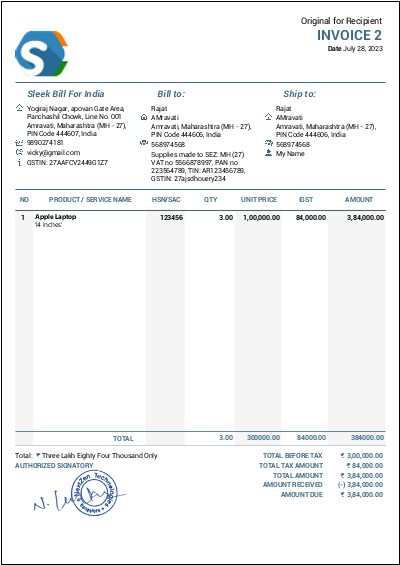 Original for Recipient
INVOICE 2
Date July 28, 2023
Sleek Bill For India
Yograj Nagar, apovan Gate Area,
Parchashil Chowk, Line No. 001
Amravati, Maharashtra (MH - 27),
PIN Code 444607, India
9890274181
vicky@gmail.com
GSTIN: 27AAFCV2449G1Z7
Bill to:
Rajat
AMravati
Amravati, Maharashtra (MH - 27),
PIN Code 444606, India
568974568
Supplies made to SEZ: MH (27)
VAT no 5566878997, PAN no
2235564789, TIN: AR123456789,
GSTIN: 27ajsdhouery234
Ship to:
Rajat
AMravati
Amravati, Maharashtra (MH - 27),
PIN Code 444606, India
568974568
My Name
NO PRODUCT / SERVICE NAME HSN/SAC QTY UNIT PRICE IGST AMOUNT
1 Apple Laptop 123456 3.00 1,00,000.00 84,000.00 3,84,000.00
14 inches'
TOTAL 3.00 300000.00 84000.00 384000.00
Total: ₹ Three Lakh Eighty Four Thousand Only
AUTHORIZED SIGNATORY
TOTAL BEFORE TAX ₹ 3,00,000.00
TOTAL TAX AMOUNT ₹ 84,000.00
TOTAL AMOUNT ₹ 3,84,000.00
AMOUNT RECEIVED (-) 3,84,000.00
AMOUNT DUE ₹ 3,84,000.00
NextZen Technologies